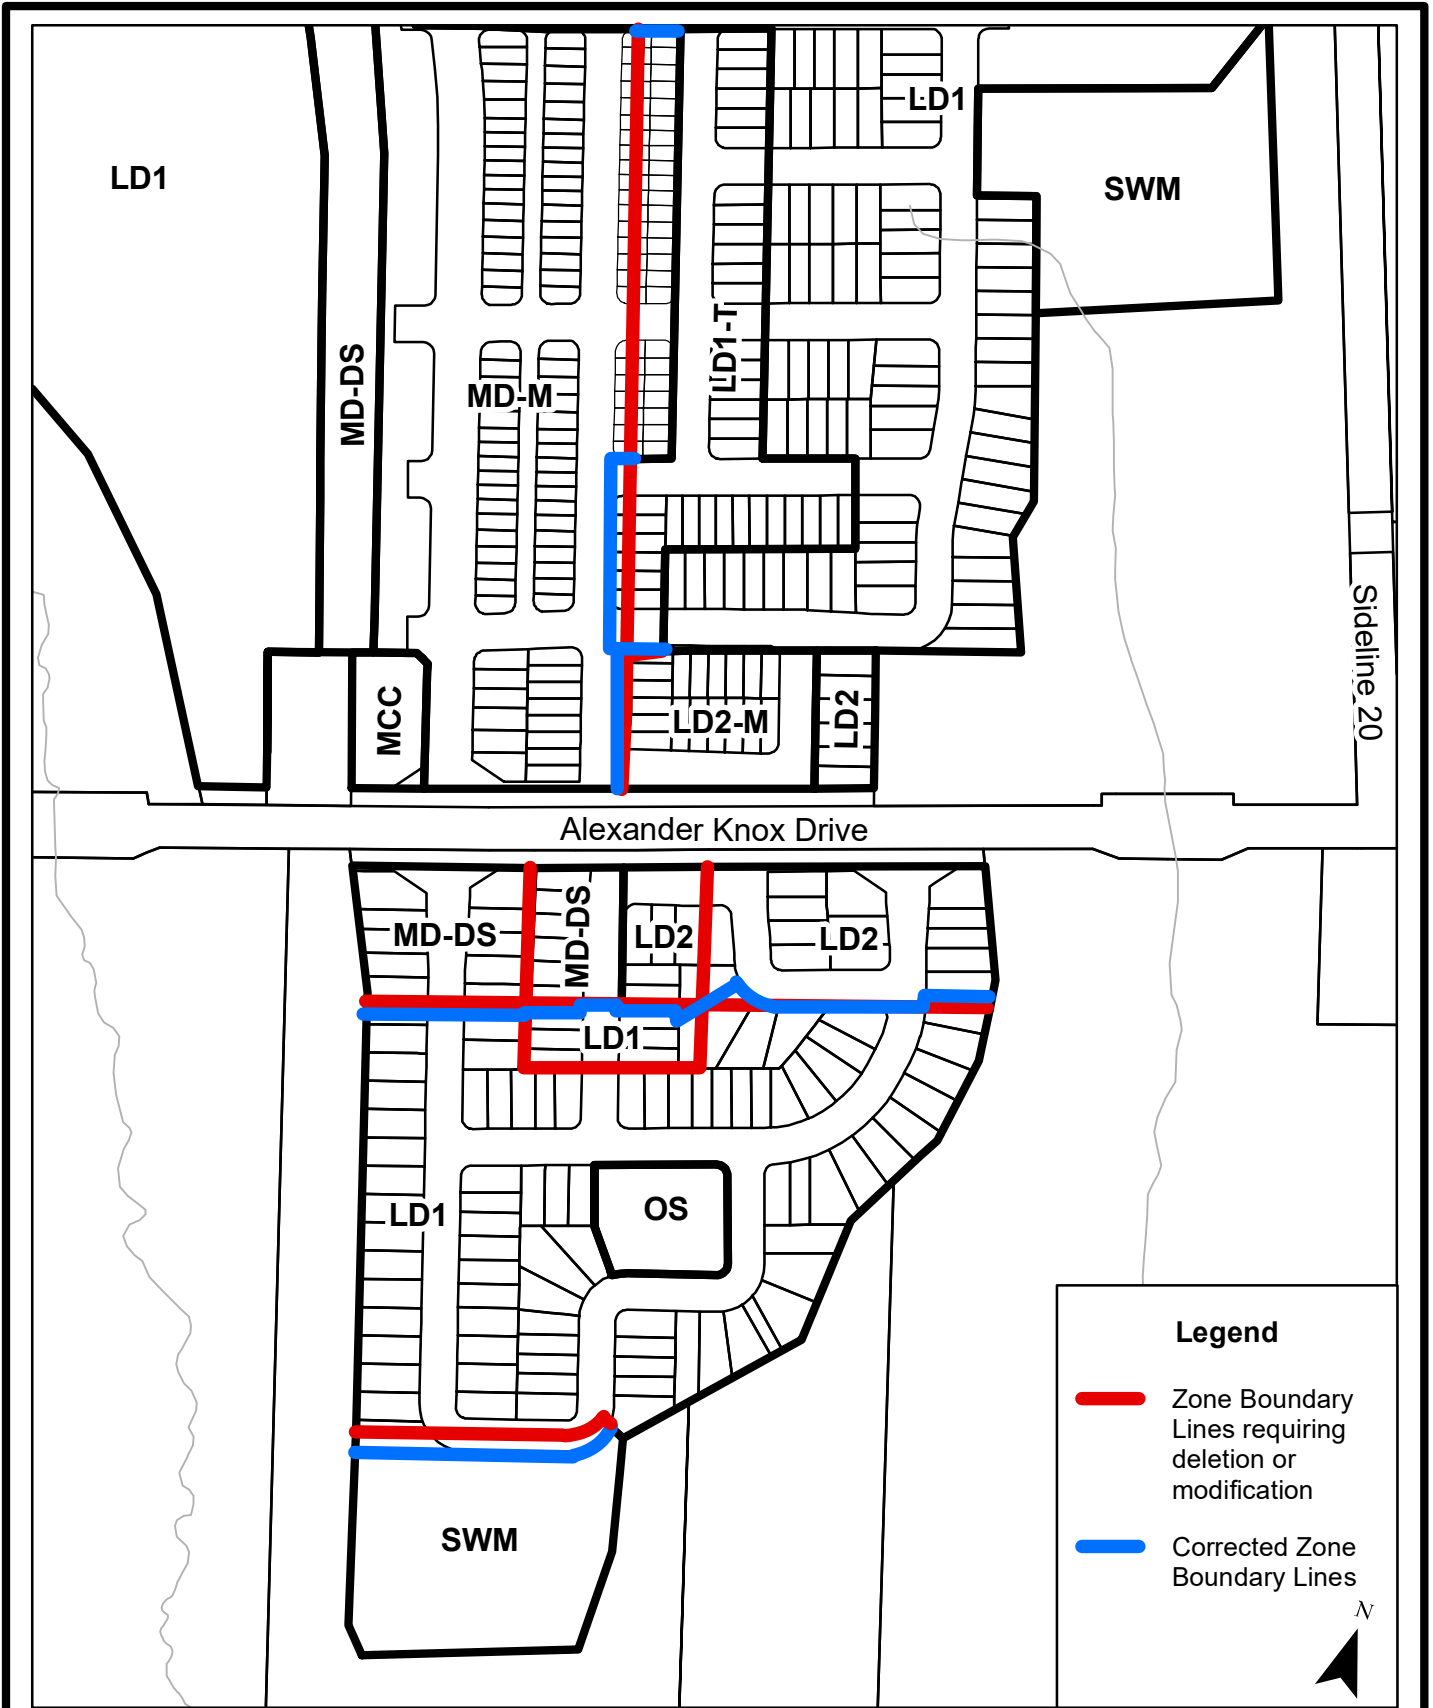 LD1
LD1
SWM
LD1-T
MD-DS
MD-M
Sideline 20
MCC
LD2-M
LD2
Alexander Knox Drive
MD-DS
MD-DS
LD2
LD2
LD1
LD1
OS
SWM
Legend
Zone Boundary
Lines requiring
deletion or
modification
Corrected Zone
Boundary Lines
N